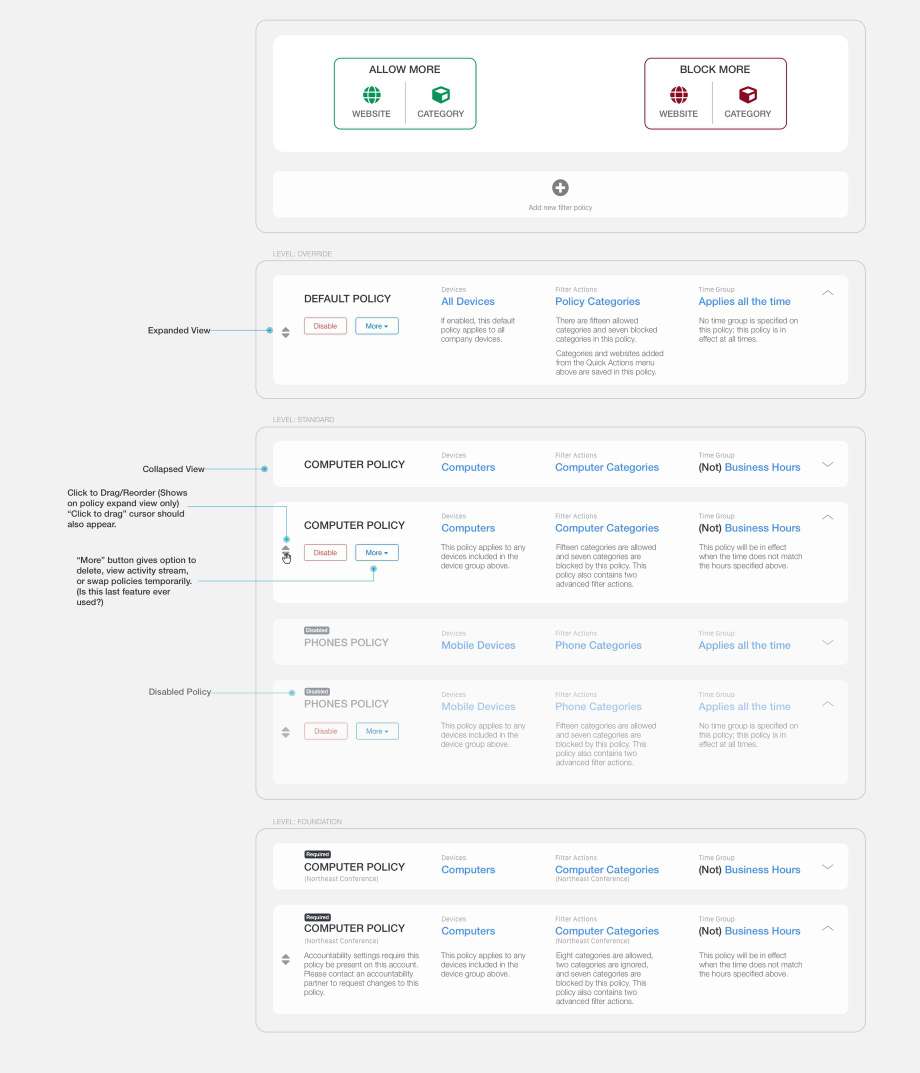 ALLOW MORE
WEBSITE
CATEGORY
BLOCK MORE
WEBSITE
CATEGORY
Add new filter policy
LEVEL: OVERRIDE
Expanded View
DEFAULT POLICY
Disable
More
Devices
All Devices
If enabled, this default
policy applies to all
company devices.
Filter Actions
Policy Categories
There are fifteen allowed
categories and seven blocked
categories in this policy.
Categories and websites added
from the Quick Actions menu
above are saved in this policy.
Time Group
Applies all the time
No time group is specified on
this policy; this policy is in
effect at all times.
LEVEL: STANDARD
Collapsed View
COMPUTER POLICY
Devices
Computers
Filter Actions
Computer Categories
Time Group
(Not) Business Hours
Click to Drag/Reorder (Shows
on policy expand view only)
“Click to drag” cursor should
also appear.
“More” button gives option to
delete, view activity stream,
or swap policies temporarily.
(Is this last feature ever
used?)
COMPUTER POLICY
Disable
More
Devices
Computers
This policy applies to any
devices included in the
device group above.
Filter Actions
Computer Categories
Fifteen categories are allowed
and seven categories are
blocked by this policy. This
policy also contains two
advanced filter actions.
Time Group
(Not) Business Hours
This policy will be in effect
when the time does not match
the hours specified above.
Disabled
PHONES POLICY
Devices
Mobile Devices
Filter Actions
Phone Categories
Time Group
Applies all the time
Disabled Policy
Disabled
PHONES POLICY
Disable
More
Devices
Mobile Devices
This policy applies to any
devices included in the
device group above.
Filter Actions
Phone Categories
Fifteen categories are allowed
and seven categories are
blocked by this policy. This
policy also contains two
advanced filter actions.
Time Group
Applies all the time
No time group is specified on
this policy; this policy is in
effect at all times.
LEVEL: FOUNDATION
Required
COMPUTER POLICY
(Northeast Conference)
Devices
Computers
Filter Actions
Computer Categories
(Northeast Conference)
Time Group
(Not) Business Hours
Required
COMPUTER POLICY
(Northeast Conference)
Accountability settings require this
policy be present on this account.
Please contact an accountability
partner to request changes to this
policy.
Devices
Computers
This policy applies to any
devices included in the
device group above.
Filter Actions
Computer Categories
(Northeast Conference)
Eight categories are allowed,
two categories are ignored,
and seven categories are
blocked by this policy. This
policy also contains two
advanced filter actions.
Time Group
(Not) Business Hours
This policy will be in effect
when the time does not match
the hours specified above.